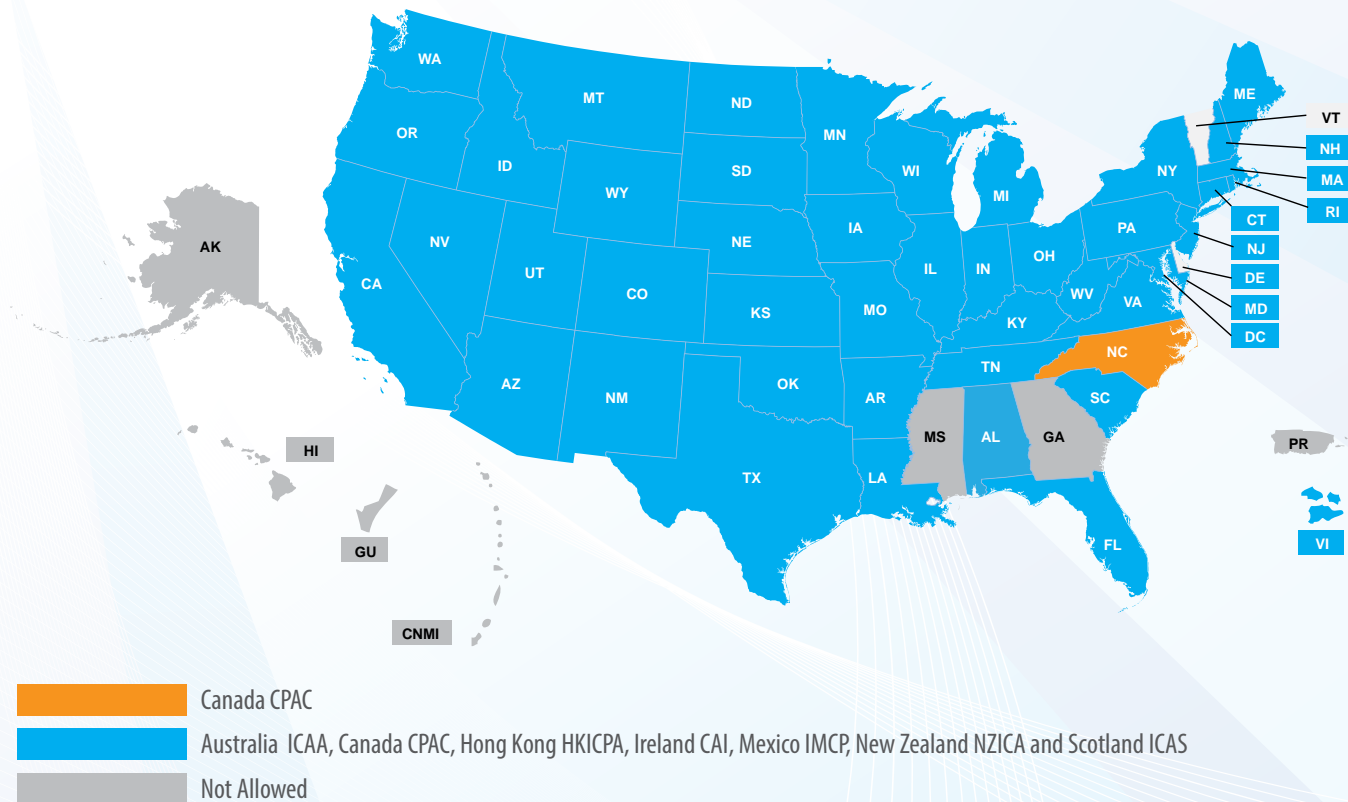 WA
MT
ND
MN
ME
VT
NH
MA
RI
OR
ID
SD
WI
MI
NY
WY
CT
NJ
DE
MD
DC
NV
NE
IA
PA
AK
UT
CO
IL
IN
OH
CA
KS
MO
WV
VA
KY
NC
AZ
NM
OK
AR
TN
SC
HI
TX
LA
MS
AL
GA
PR
GU
FL
VI
CNMI
Canada CPAC
Australia ICAA, Canada CPAC, Hong Kong HKICPA, Ireland CAI, Mexico IMCP, New Zealand NZICA and Scotland ICAS
Not Allowed